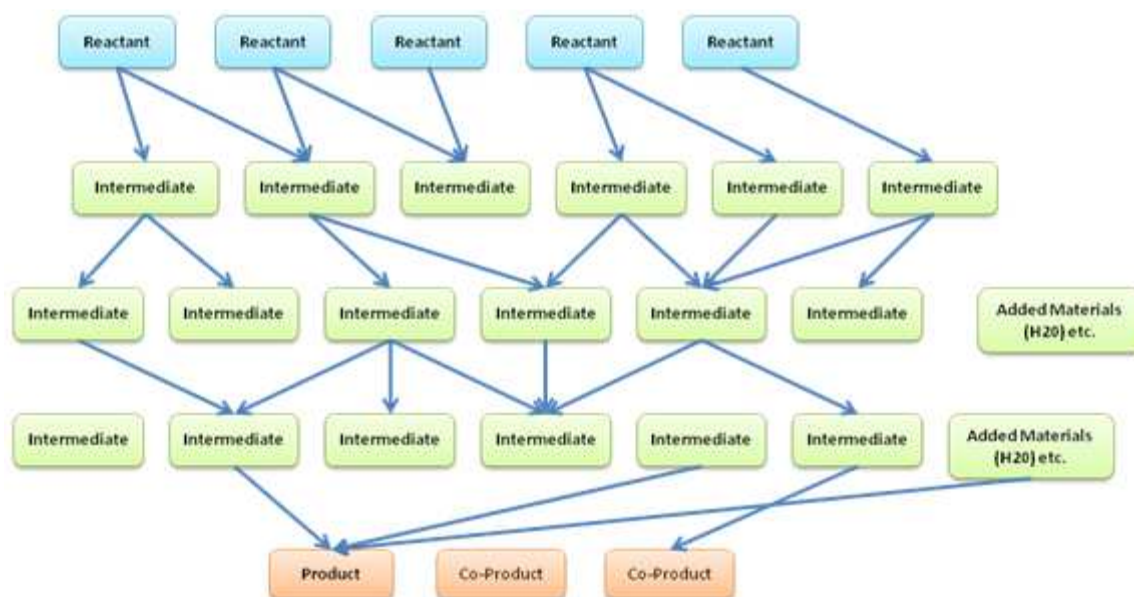 Reactant
Reactant
Reactant
Reactant
Reactant
Intermediate
Intermediate
Intermediate
Intermediate
Intermediate
Intermediate
Intermediate
Intermediate
Intermediate
Intermediate
Intermediate
Intermediate
Added Materials
(H20) etc.
Intermediate
Intermediate
Intermediate
Intermediate
Intermediate
Intermediate
Added Materials
(H20) etc.
Product
Co-Product
Co-Product